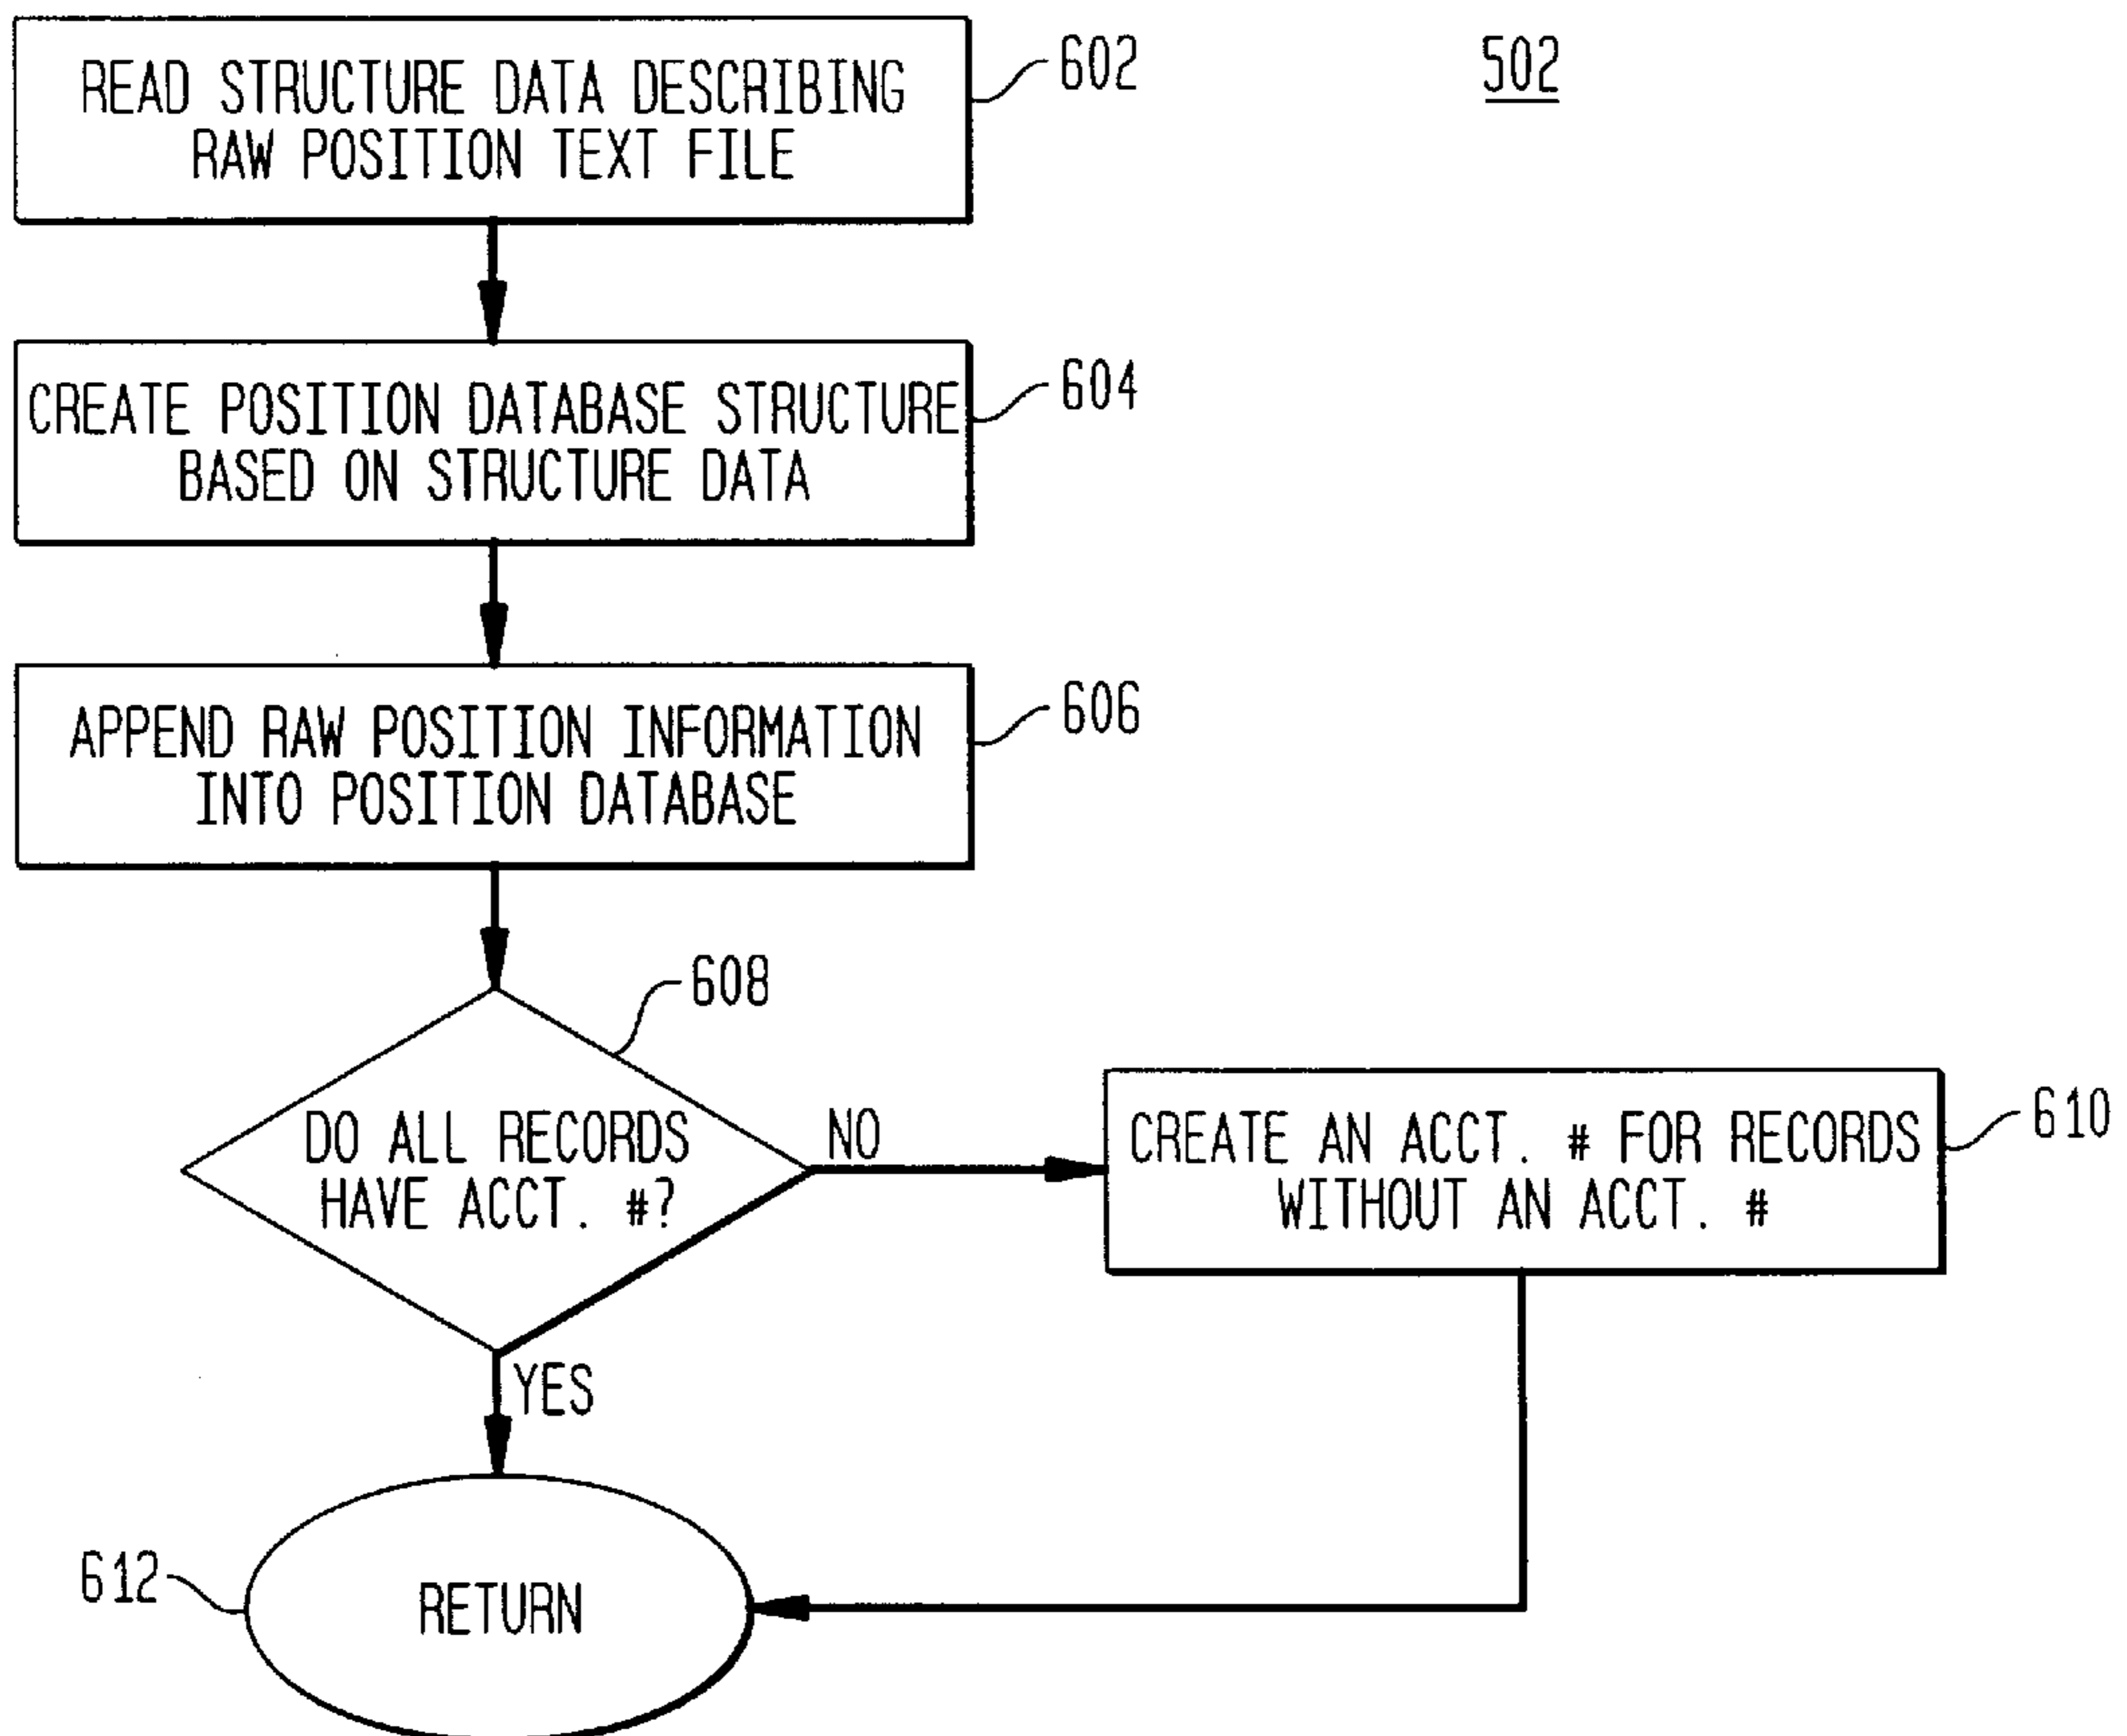 READ STRUCTURE DATA DESCRIBING
RAW POSITION TEXT FILE
602
502
CREATE POSITION DATABASE STRUCTURE
BASED ON STRUCTURE DATA
604
APPEND RAW POSITION INFORMATION
INTO POSITION DATABASE
606
608
DO ALL RECORDS
HAVE ACCT. #?
NO
CREATE AN ACCT. # FOR RECORDS
WITHOUT AN ACCT. #
610
YES
612
RETURN